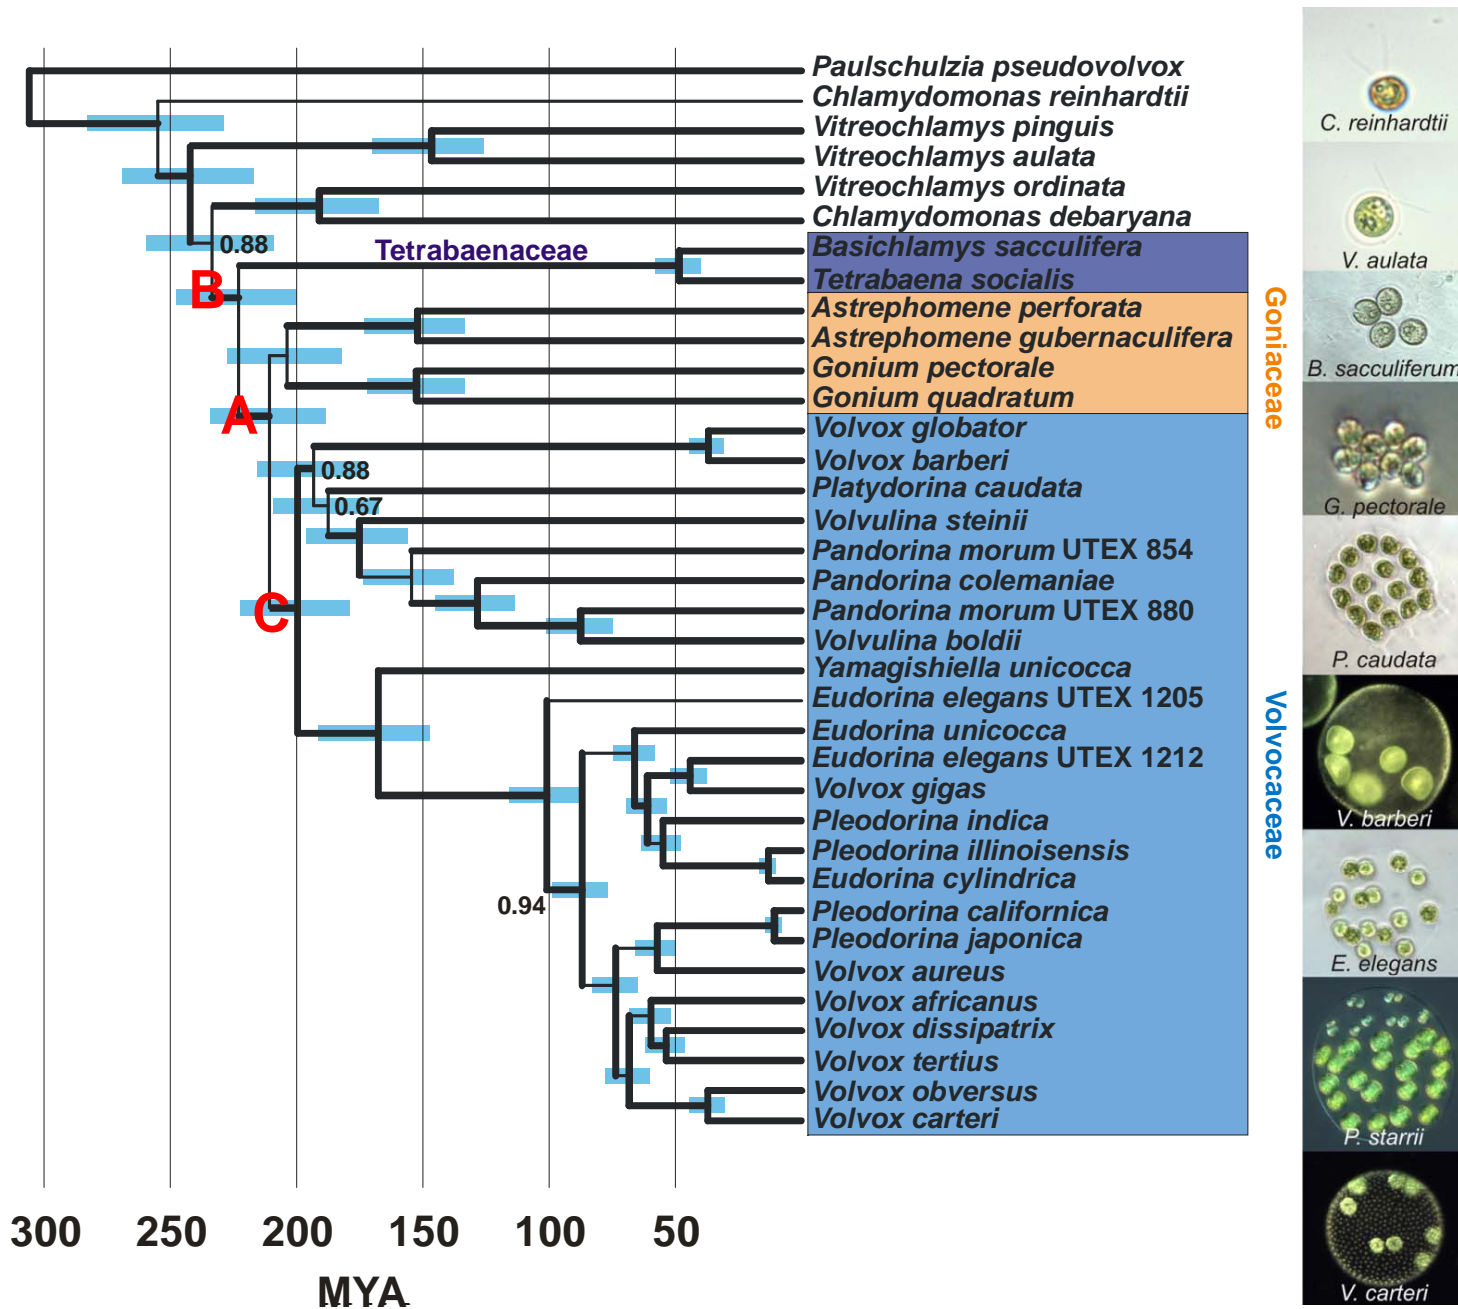 Paulschulzia pseudovolvox
Chlamydomonas reinhardtii
Vitreochlamys pinguis
Vitreochlamys aulata
Vitreochlamys ordinata
Chlamydomonas debaryana
0.88
Tetrabaenaceae
Basichlamys sacculifera
B
Tetrabaena socialis
Astrephomene perforata
Astrephomene gubernaculifera
Gonium pectorale
Gonium quadratum
A
Volvox globator
Volvox barberi
0.88
Platydorina caudata
0.67
Volvulina steinii
Pandorina morum UTEX 854
Pandorina colemaniae
Pandorina morum UTEX 880
C
Volvulina boldii
Yamagishiella unicocca
Eudorina elegans UTEX 1205
Eudorina unicocca
Eudorina elegans UTEX 1212
Volvox gigas
Pleodorina indica
Pleodorina illinoisensis
Eudorina cylindrica
0.94
Pleodorina californica
Pleodorina japonica
Volvox aureus
Volvox africanus
Volvox dissipatrix
Volvox tertius
Volvox obversus
Volvox carteri
300 250 200 150 100 50
MYA
Goniaceae
Volvocaceae
C. reinhardtii
V. aulata
B. sacculiferum
G. pectorale
P. caudata
V. barberi
E. elegans
P. starrii
V. carteri